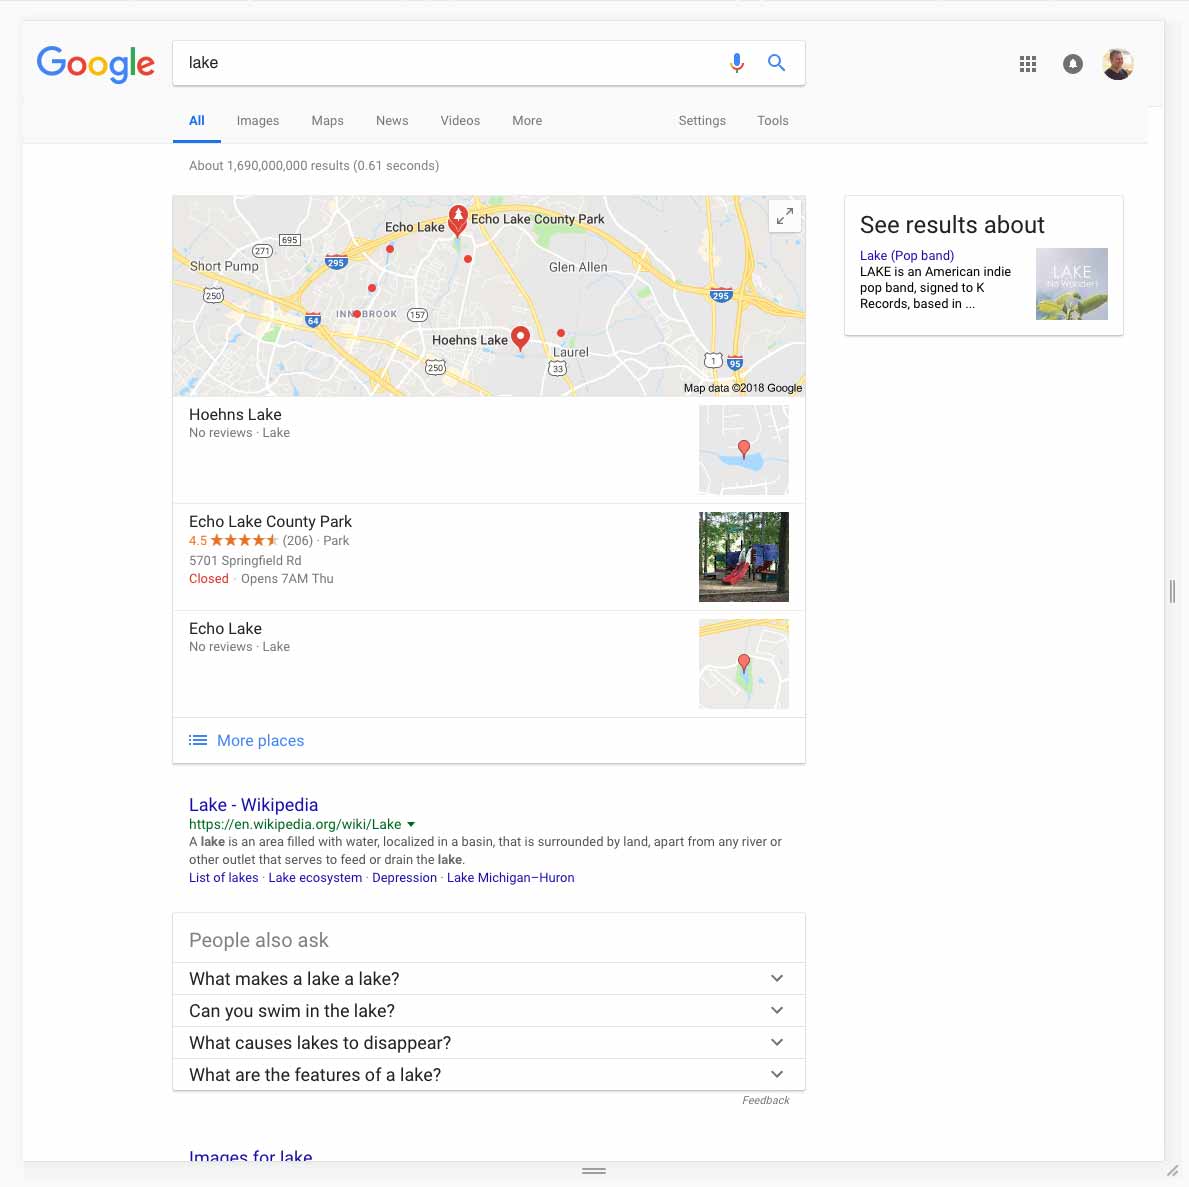 Google
lake
All Images Maps News Videos More Settings Tools
About 1,690,000,000 results (0.61 seconds)
Echo Lake Echo Lake County Park
695
271
295
Short Pump
Glen Allen
250
295
64
157
Hoehns Lake
Laurel
250
33
1
95
Map data ©2018 Google
Hoehns Lake
No reviews · Lake
Echo Lake County Park
4.5 (206) · Park
5701 Springfield Rd
Closed · Opens 7AM Thu
Echo Lake
No reviews · Lake
More places
Lake - Wikipedia
https://en.wikipedia.org/wiki/Lake
A lake is an area filled with water, localized in a basin, that is surrounded by land, apart from any river or
other outlet that serves to feed or drain the lake.
List of lakes · Lake ecosystem · Depression · Lake Michigan–Huron
People also ask
What makes a lake a lake?
Can you swim in the lake?
What causes lakes to disappear?
What are the features of a lake?
Feedback
Images for lake
See results about
Lake (Pop band)
LAKE is an American indie
pop band, signed to K
Records, based in ...
LAKE
No Wonder I